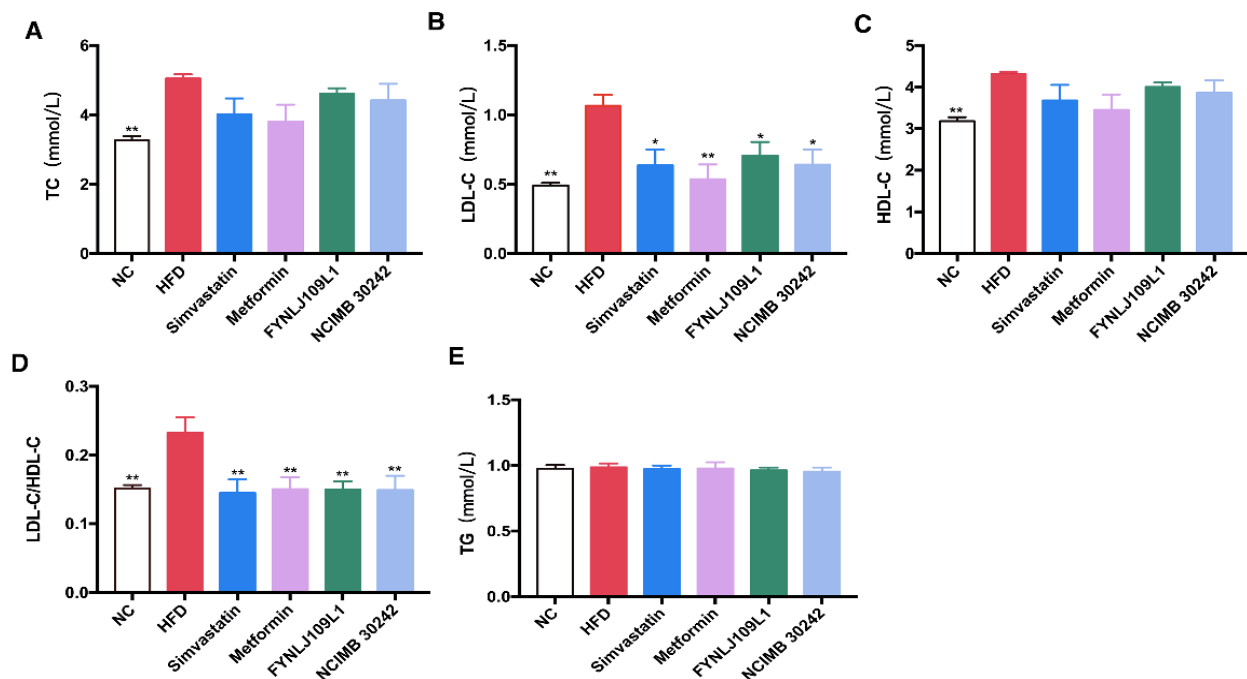 A
TC (mmol/L)
6
4
2
0
**
NC
HFD
Simvastatin
Metformin
FYNLJ109L1
NCIMB 30242
B
LDL-C (mmol/L)
1.5
1.0
0.5
0.0
**
*
**
*
*
NC
HFD
Simvastatin
Metformin
FYNLJ109L1
NCIMB 30242
C
HDL-C (mmol/L)
5
4
3
2
1
0
**
NC
HFD
Simvastatin
Metformin
FYNLJ109L1
NCIMB 30242
D
LDL-C/HDL-C
0.3
0.2
0.1
0.0
**
**
**
**
**
NC
HFD
Simvastatin
Metformin
FYNLJ109L1
NCIMB 30242
E
TG (mmol/L)
1.5
1.0
0.5
0.0
NC
HFD
Simvastatin
Metformin
FYNLJ109L1
NCIMB 30242